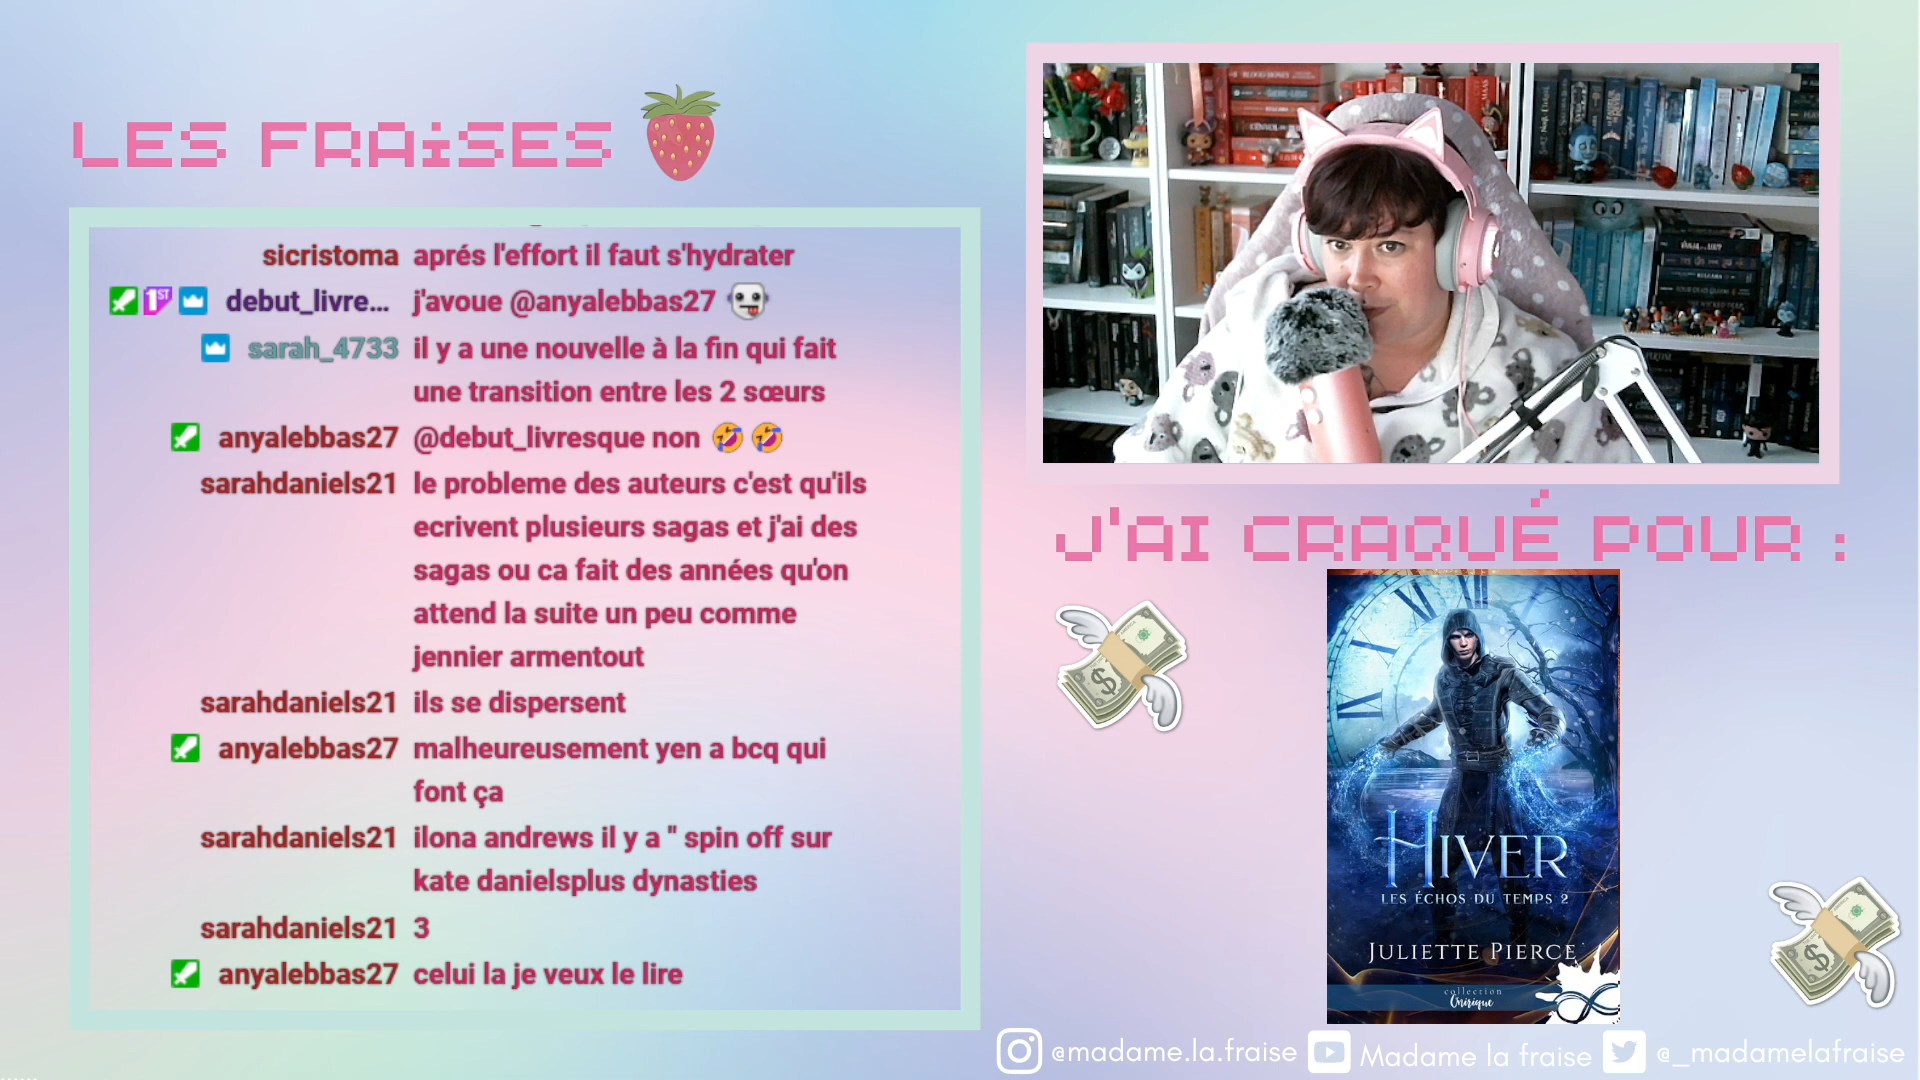 LES FRAiSES
sicristoma aprés l'effort il faut s'hydrater
debut_livre... j'avoue @anyalebbas27
sarah_4733 il y a une nouvelle à la fin qui fait
une transition entre les 2 sœurs
anyalebbas27 @debut_livresque non
sarahdaniels21 le probleme des auteurs c'est qu'ils
ecrivent plusieurs sagas et j'ai des
sagas ou ca fait des années qu'on
attend la suite un peu comme
jennier armentout
sarahdaniels21 ils se dispersent
anyalebbas27 malheureusement yen a bcq qui
font ça
sarahdaniels21 ilona andrews il y a " spin off sur
kate danielsplus dynasties
sarahdaniels21 3
anyalebbas27 celui la je veux le lire
J'AI CRAQUÉ POUR :
HIVER
LES ÉCHOS DU TEMPS 2
JULIETTE PIERCE
collection
Onirique
@madame.la.fraise Madame la fraise @_madamelafraise